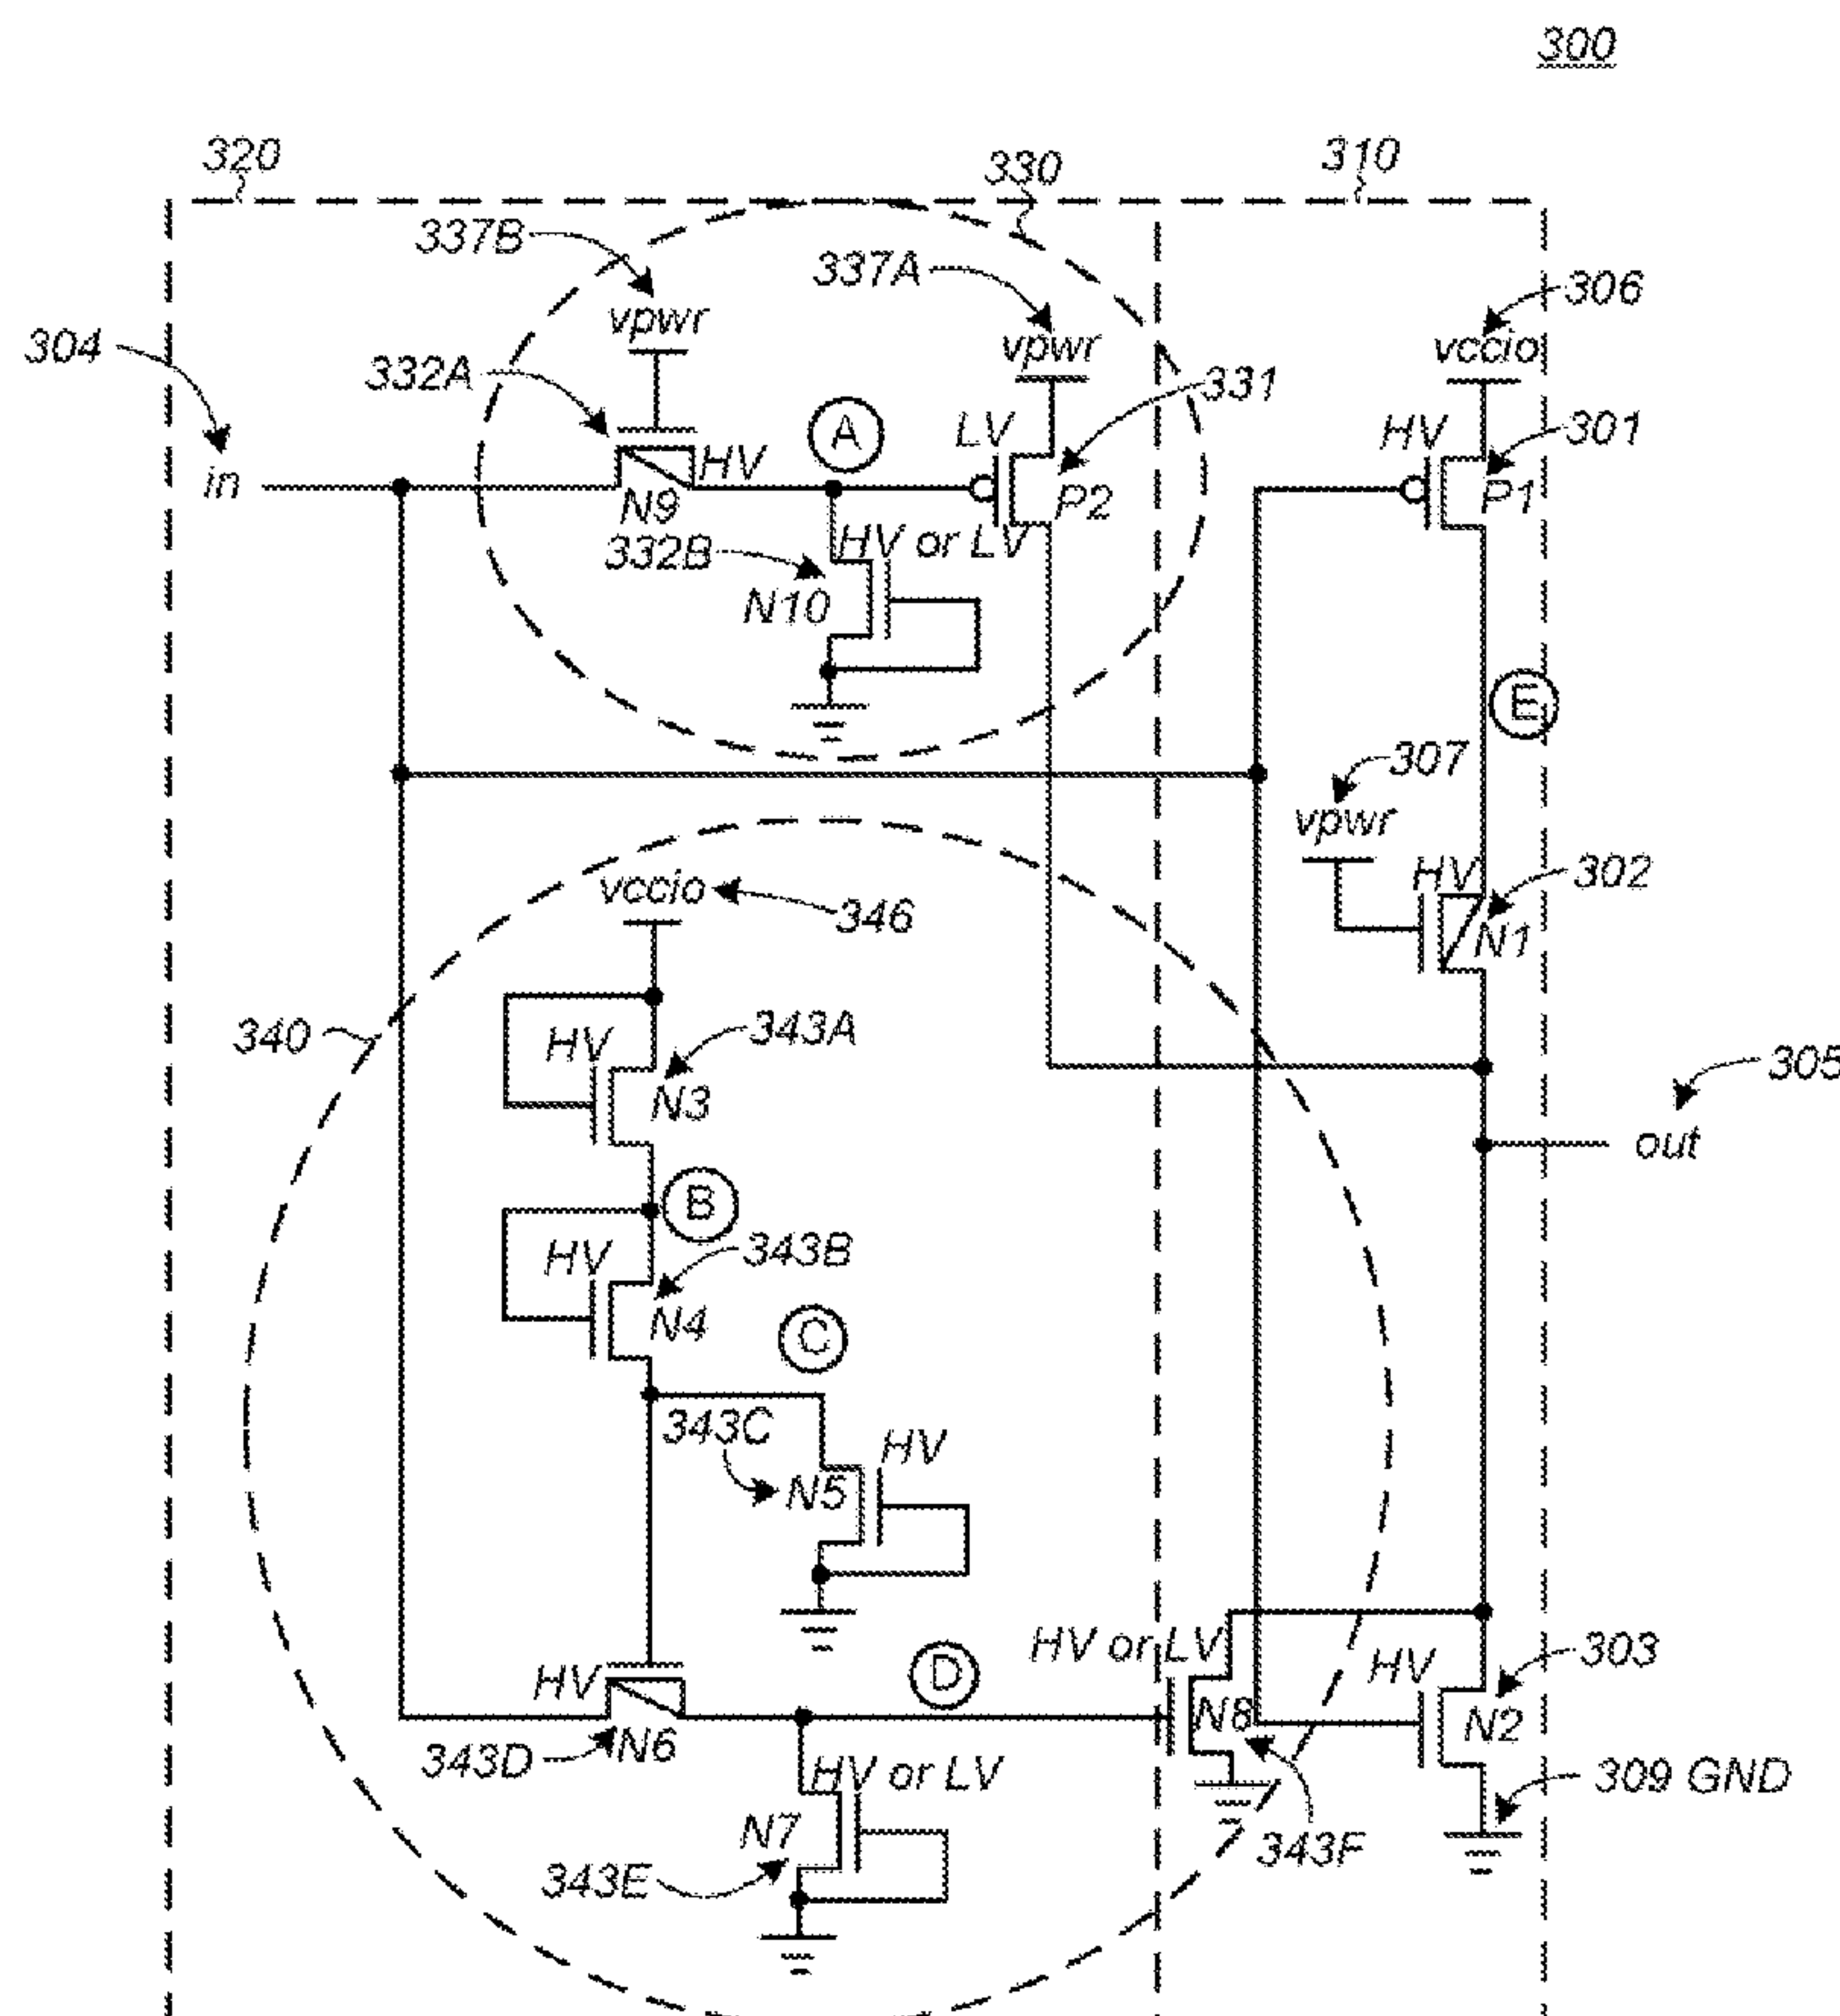 300
320
330
310
337B
337A
306
vpwr
vpwr
vccio
304
332A
331
A
LV
HV
301
in
HV
N9
P2
P1
332B
HV or LV
N10
E
307
vpwr
vccio
346
HV
302
N1
340
HV
343A
N3
305
out
B
HV
343B
N4
C
343C
HV
N5
HV or LV
D
HV
303
HV
N8
N2
343D
N6
HV or LV
309 GND
N7
343F
343E